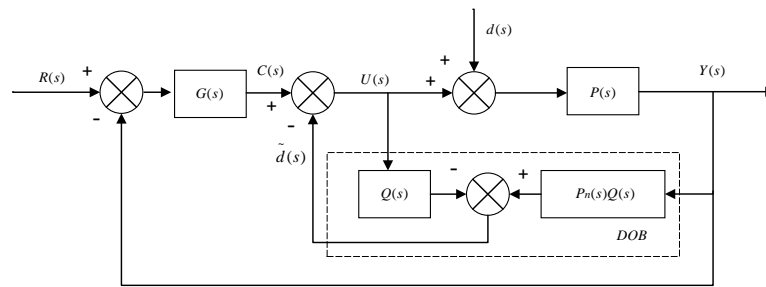 d(s)
R(s) + - G(s) C(s) + - U(s) + + P(s) Y(s)
d̃(s)
Q(s) - + Pn(s)Q(s)
DOB